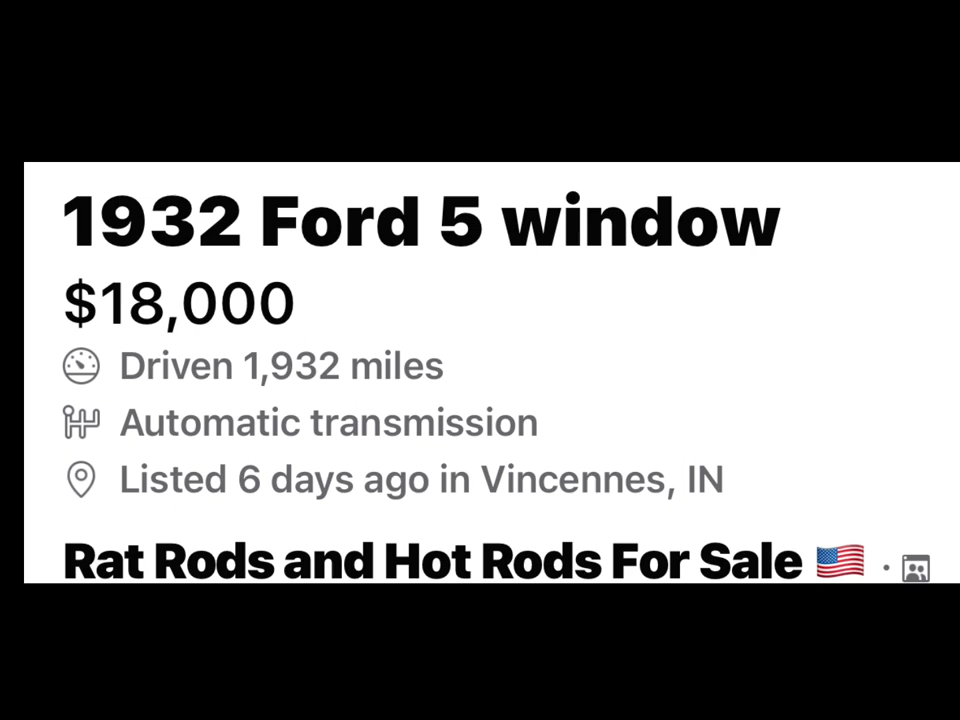 1932 Ford 5 window
$18,000
Driven 1,932 miles
Automatic transmission
Listed 6 days ago in Vincennes, IN
Rat Rods and Hot Rods For Sale 🇺🇸 ·